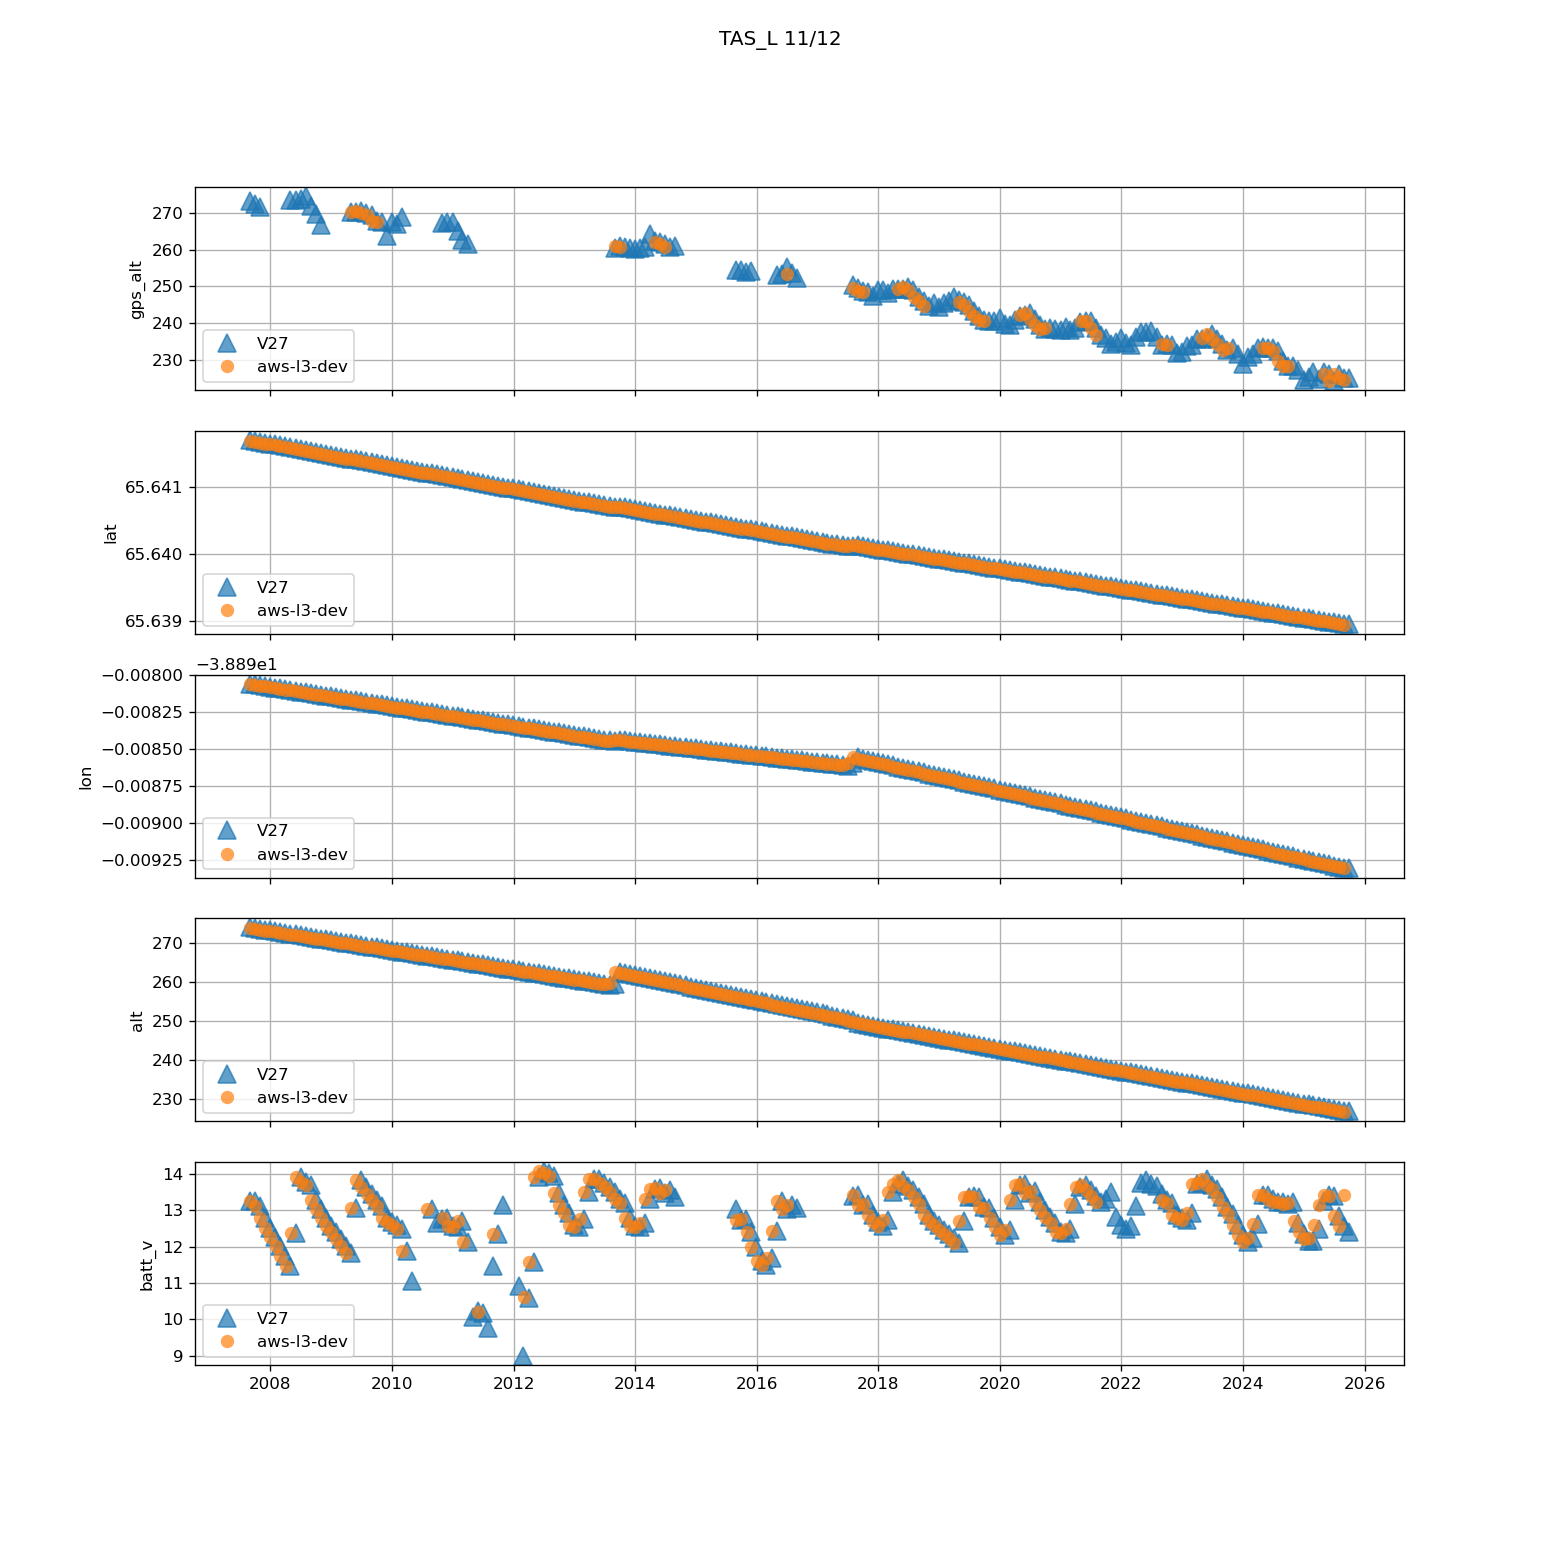 TAS_L 11/12
270
260
250
240
230
gps_alt
V27
aws-l3-dev
65.641
65.640
65.639
lat
V27
aws-l3-dev
−3.889e1
−0.00800
−0.00825
−0.00850
−0.00875
−0.00900
−0.00925
lon
V27
aws-l3-dev
270
260
250
240
230
alt
V27
aws-l3-dev
14
13
12
11
10
9
batt_v
V27
aws-l3-dev
2008 2010 2012 2014 2016 2018 2020 2022 2024 2026